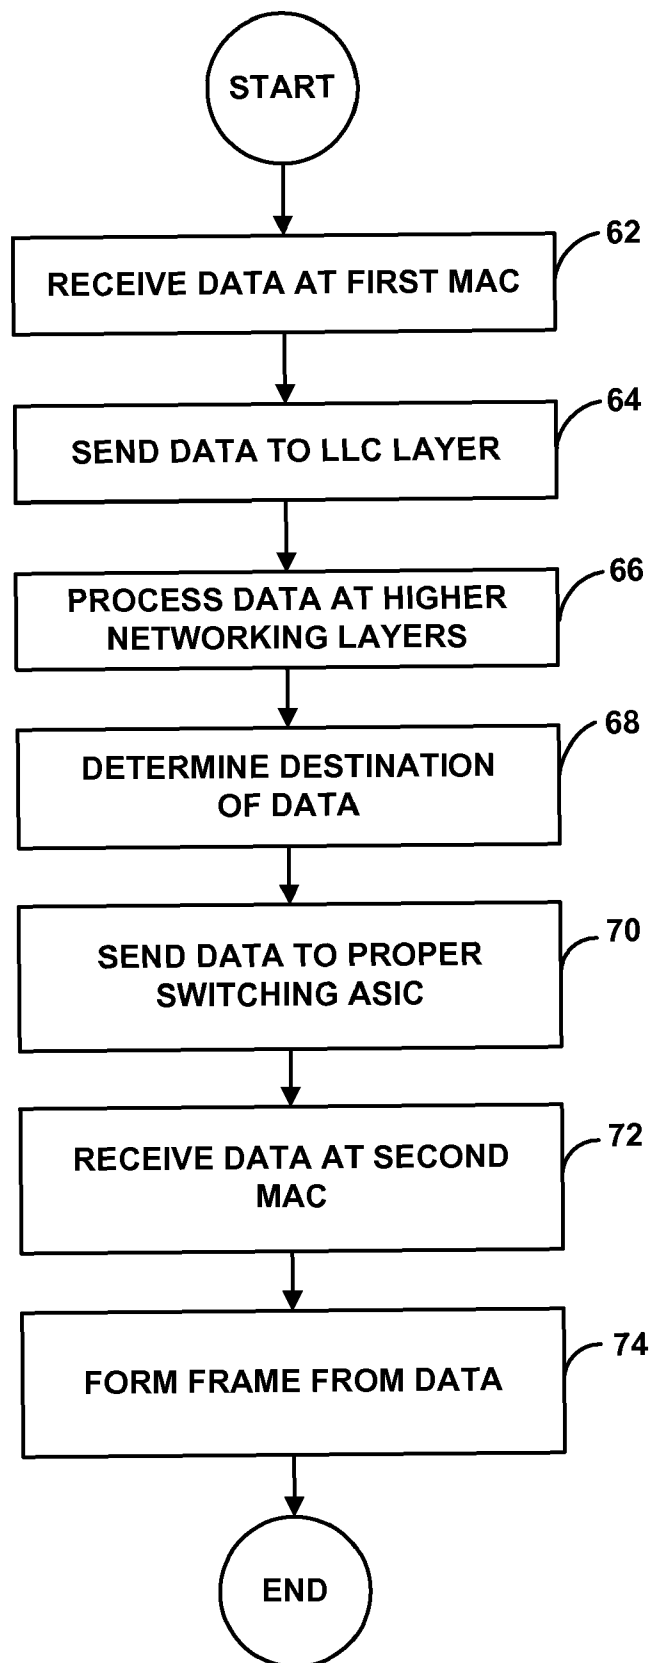 START
62
RECEIVE DATA AT FIRST MAC
64
SEND DATA TO LLC LAYER
66
PROCESS DATA AT HIGHER
NETWORKING LAYERS
68
DETERMINE DESTINATION
OF DATA
70
SEND DATA TO PROPER
SWITCHING ASIC
72
RECEIVE DATA AT SECOND
MAC
74
FORM FRAME FROM DATA
END